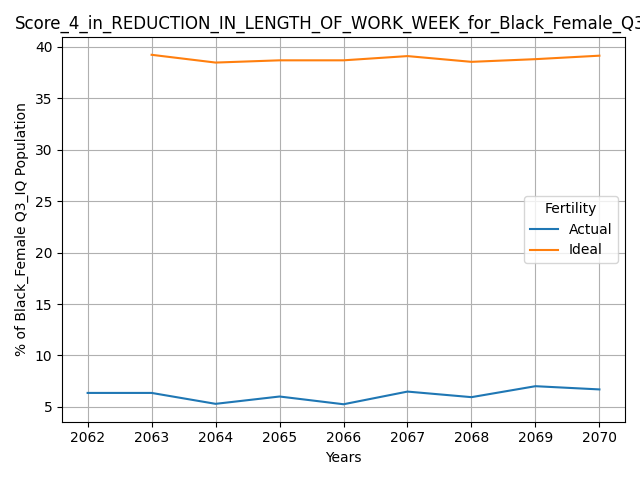 Score_4_in_REDUCTION_IN_LENGTH_OF_WORK_WEEK_for_Black_Female_Q3
40
35
30
25
20
15
10
5
% of Black_Female Q3_IQ Population
Fertility
Actual
Ideal
2062 2063 2064 2065 2066 2067 2068 2069 2070
Years